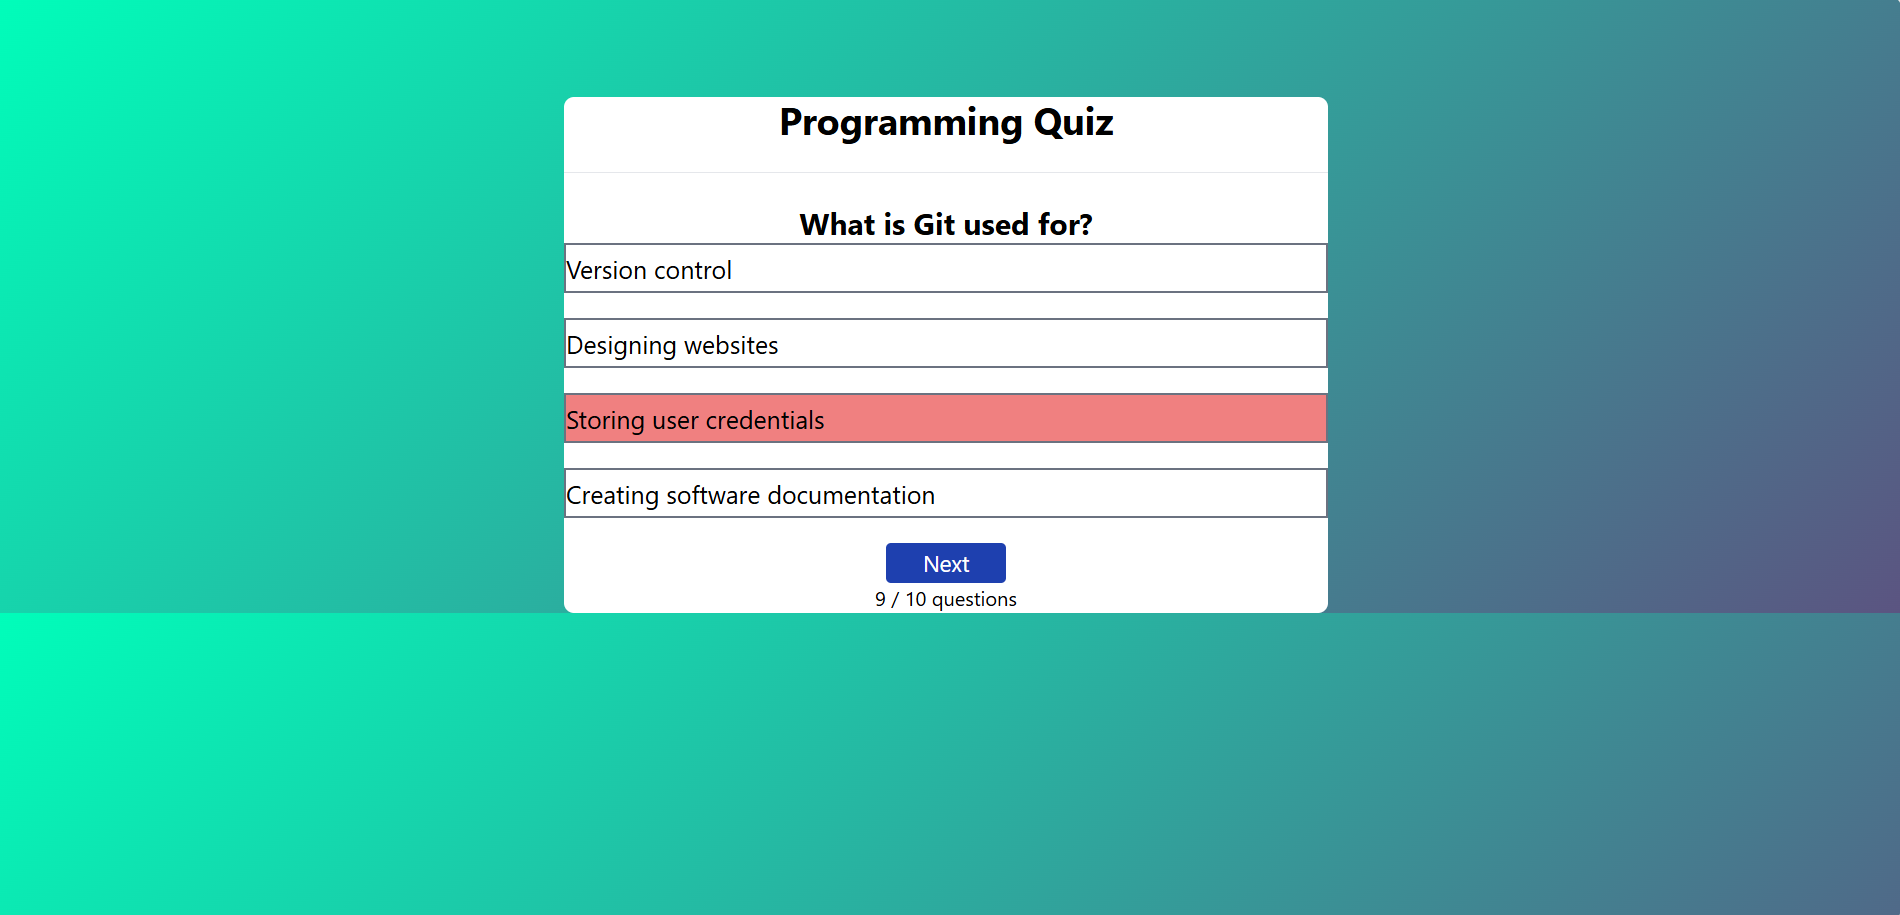 Programming Quiz
What is Git used for?
Version control
Designing websites
Storing user credentials
Creating software documentation
Next
9 / 10 questions